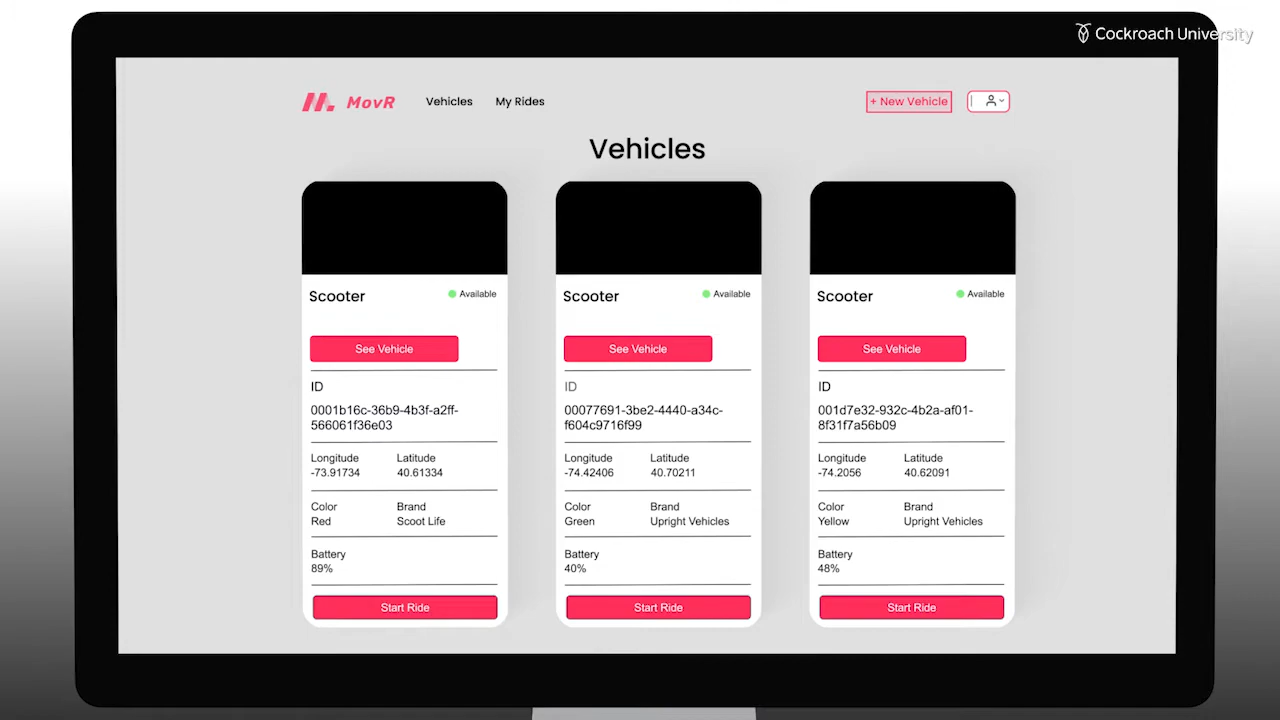 Cockroach University
MovR
Vehicles
My Rides
+ New Vehicle
Vehicles
Scooter
Available
See Vehicle
ID
0001b16c-36b9-4b3f-a2ff-
566061f36e03
Longitude
Latitude
-73.91734
40.61334
Color
Brand
Red
Scoot Life
Battery
89%
Start Ride
Scooter
Available
See Vehicle
ID
00077691-3be2-4440-a34c-
f604c9716f99
Longitude
Latitude
-74.42406
40.70211
Color
Brand
Green
Upright Vehicles
Battery
40%
Start Ride
Scooter
Available
See Vehicle
ID
001d7e32-932c-4b2a-af01-
8f31f7a56b09
Longitude
Latitude
-74.2056
40.62091
Color
Brand
Yellow
Upright Vehicles
Battery
48%
Start Ride